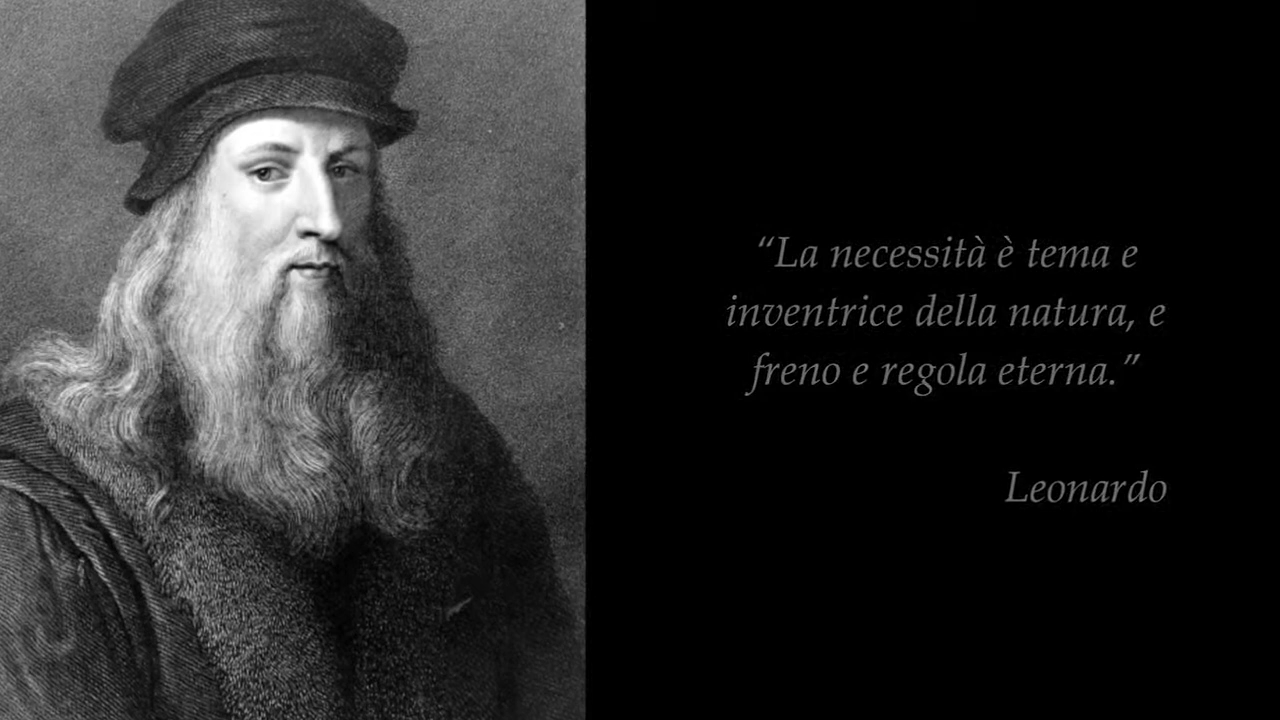 “La necessità è tema e
inventrice della natura, e
freno e regola eterna.”
Leonardo